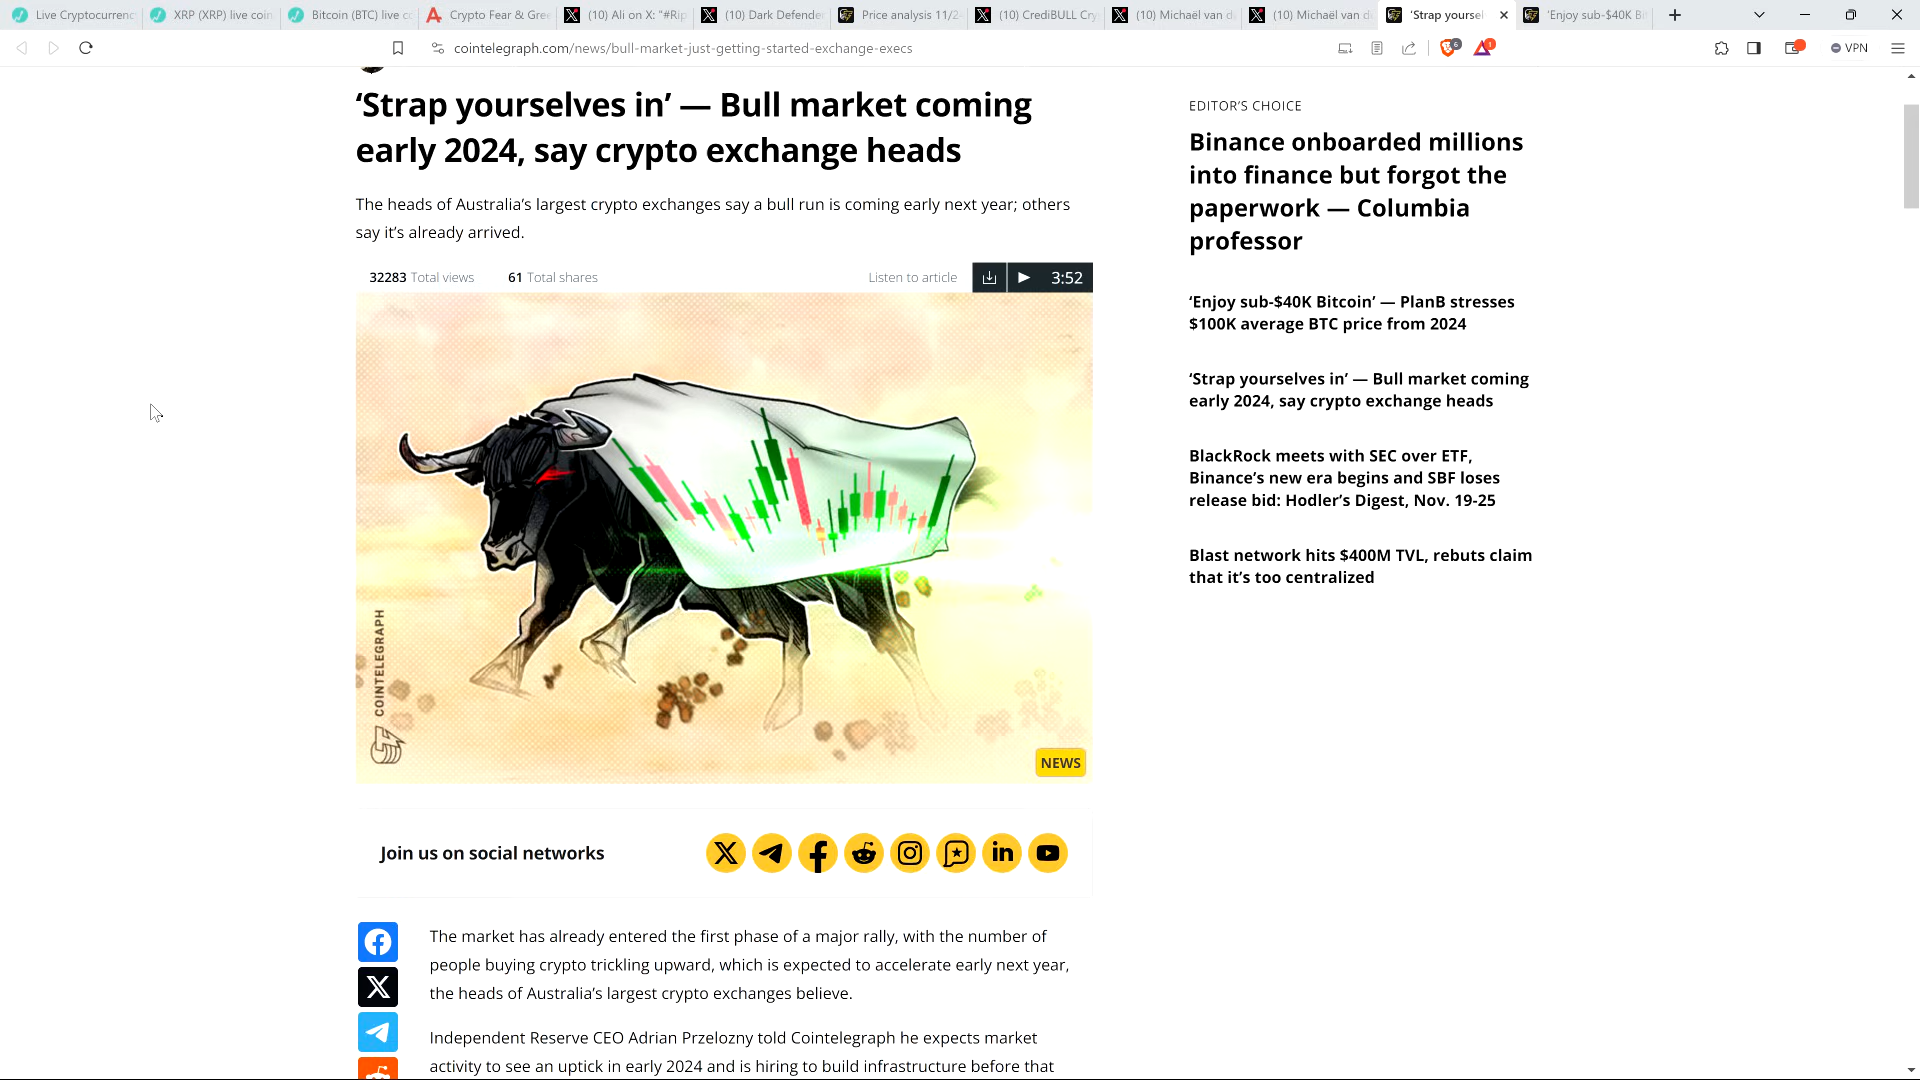 Live Cryptocurrenc
XRP (XRP) live coin
Bitcoin (BTC) live co
Crypto Fear & Gre
(10) Ali on X: "#Rip
(10) Dark Defende
Price analysis 11/2
(10) CrediBULL Cry
(10) Michaël van d
(10) Michaël van d
'Strap yoursel
'Enjoy sub-$40K Bi
cointelegraph.com/news/bull-market-just-getting-started-exchange-execs
6
1
VPN
‘Strap yourselves in’ — Bull market coming
early 2024, say crypto exchange heads
The heads of Australia’s largest crypto exchanges say a bull run is coming early next year; others
say it’s already arrived.
32283 Total views
61 Total shares
Listen to article
3:52
COINTELEGRAPH
NEWS
Join us on social networks
The market has already entered the first phase of a major rally, with the number of
people buying crypto trickling upward, which is expected to accelerate early next year,
the heads of Australia’s largest crypto exchanges believe.
Independent Reserve CEO Adrian Przelozny told Cointelegraph he expects market
activity to see an uptick in early 2024 and is hiring to build infrastructure before that
EDITOR’S CHOICE
Binance onboarded millions
into finance but forgot the
paperwork — Columbia
professor
‘Enjoy sub-$40K Bitcoin’ — PlanB stresses
$100K average BTC price from 2024
‘Strap yourselves in’ — Bull market coming
early 2024, say crypto exchange heads
BlackRock meets with SEC over ETF,
Binance’s new era begins and SBF loses
release bid: Hodler’s Digest, Nov. 19-25
Blast network hits $400M TVL, rebuts claim
that it’s too centralized